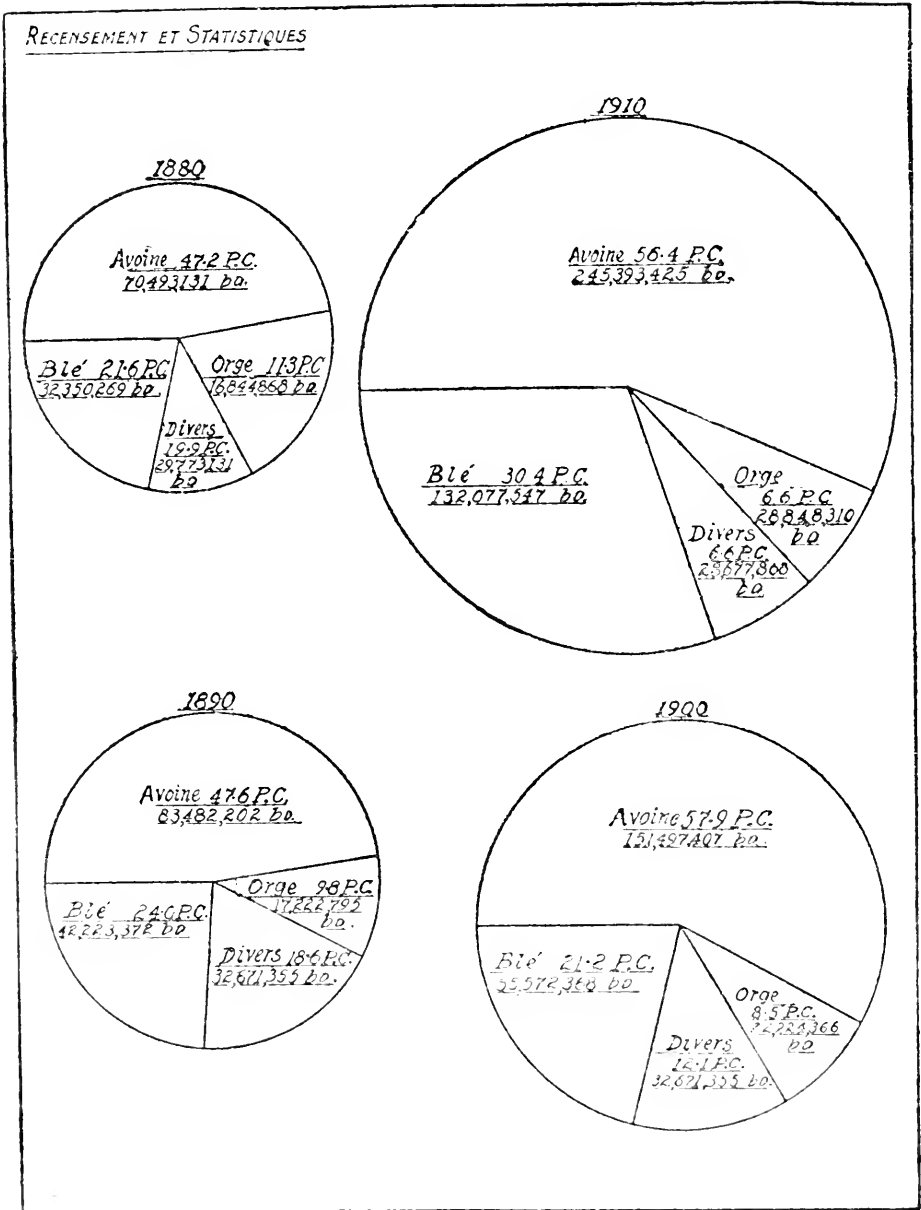 RECENSEMENT ET STATISTIQUES
1880
Avoine 47.2 P.C.
70,493,131 bo.
Blé 21.6 P.C.
32,350,269 bo.
Orge 11.3 P.C.
16,844,868 bo
Divers
19.9 P.C.
29,773,131
bo
1910
Avoine 56.4 P.C.
245,393,425 bo.
Blé 30.4 P.C.
132,077,547 bo.
Orge
6.6 P.C.
28,848,310
bo
Divers
6.6 P.C.
bo
1890
Avoine 47.6 P.C.
83,482,202 bo.
Blé 24.0 P.C.
42,223,372 bo
Orge 9.8 P.C.
17,222,795
bo.
Divers 18.6 P.C.
32,671,355 bo.
1900
Avoine 57.9 P.C.
151,497,407 bo.
Blé 21.2 P.C.
55,572,368 bo
Orge
8.5 P.C.
bo
Divers
12.1 P.C.
32,671,355 bo.